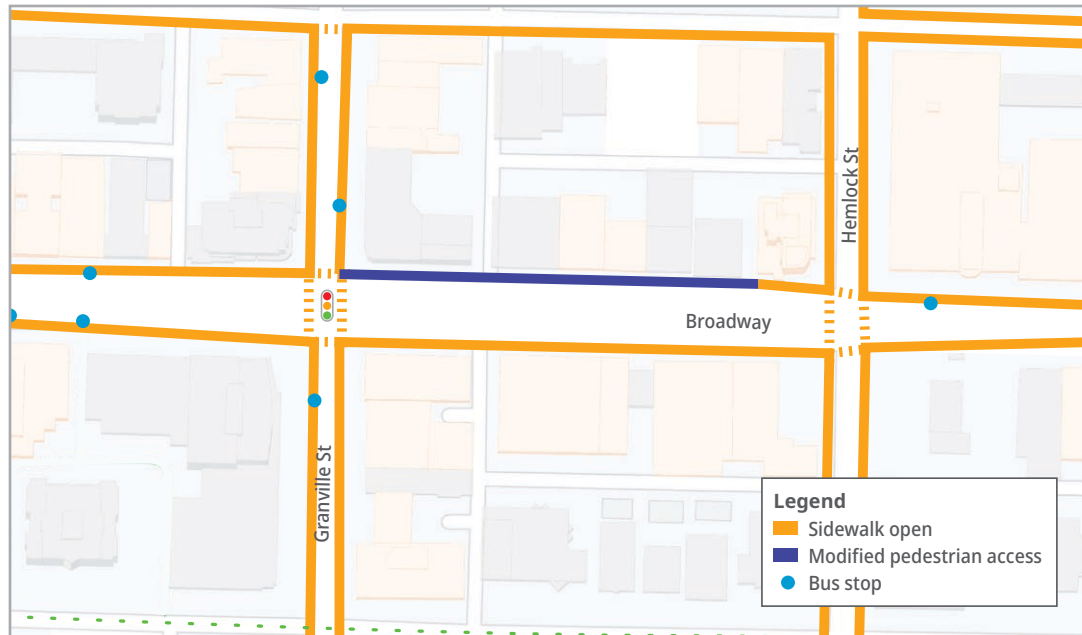 Hemlock St
Broadway
Granville St
Legend
Sidewalk open
Modified pedestrian access
Bus stop